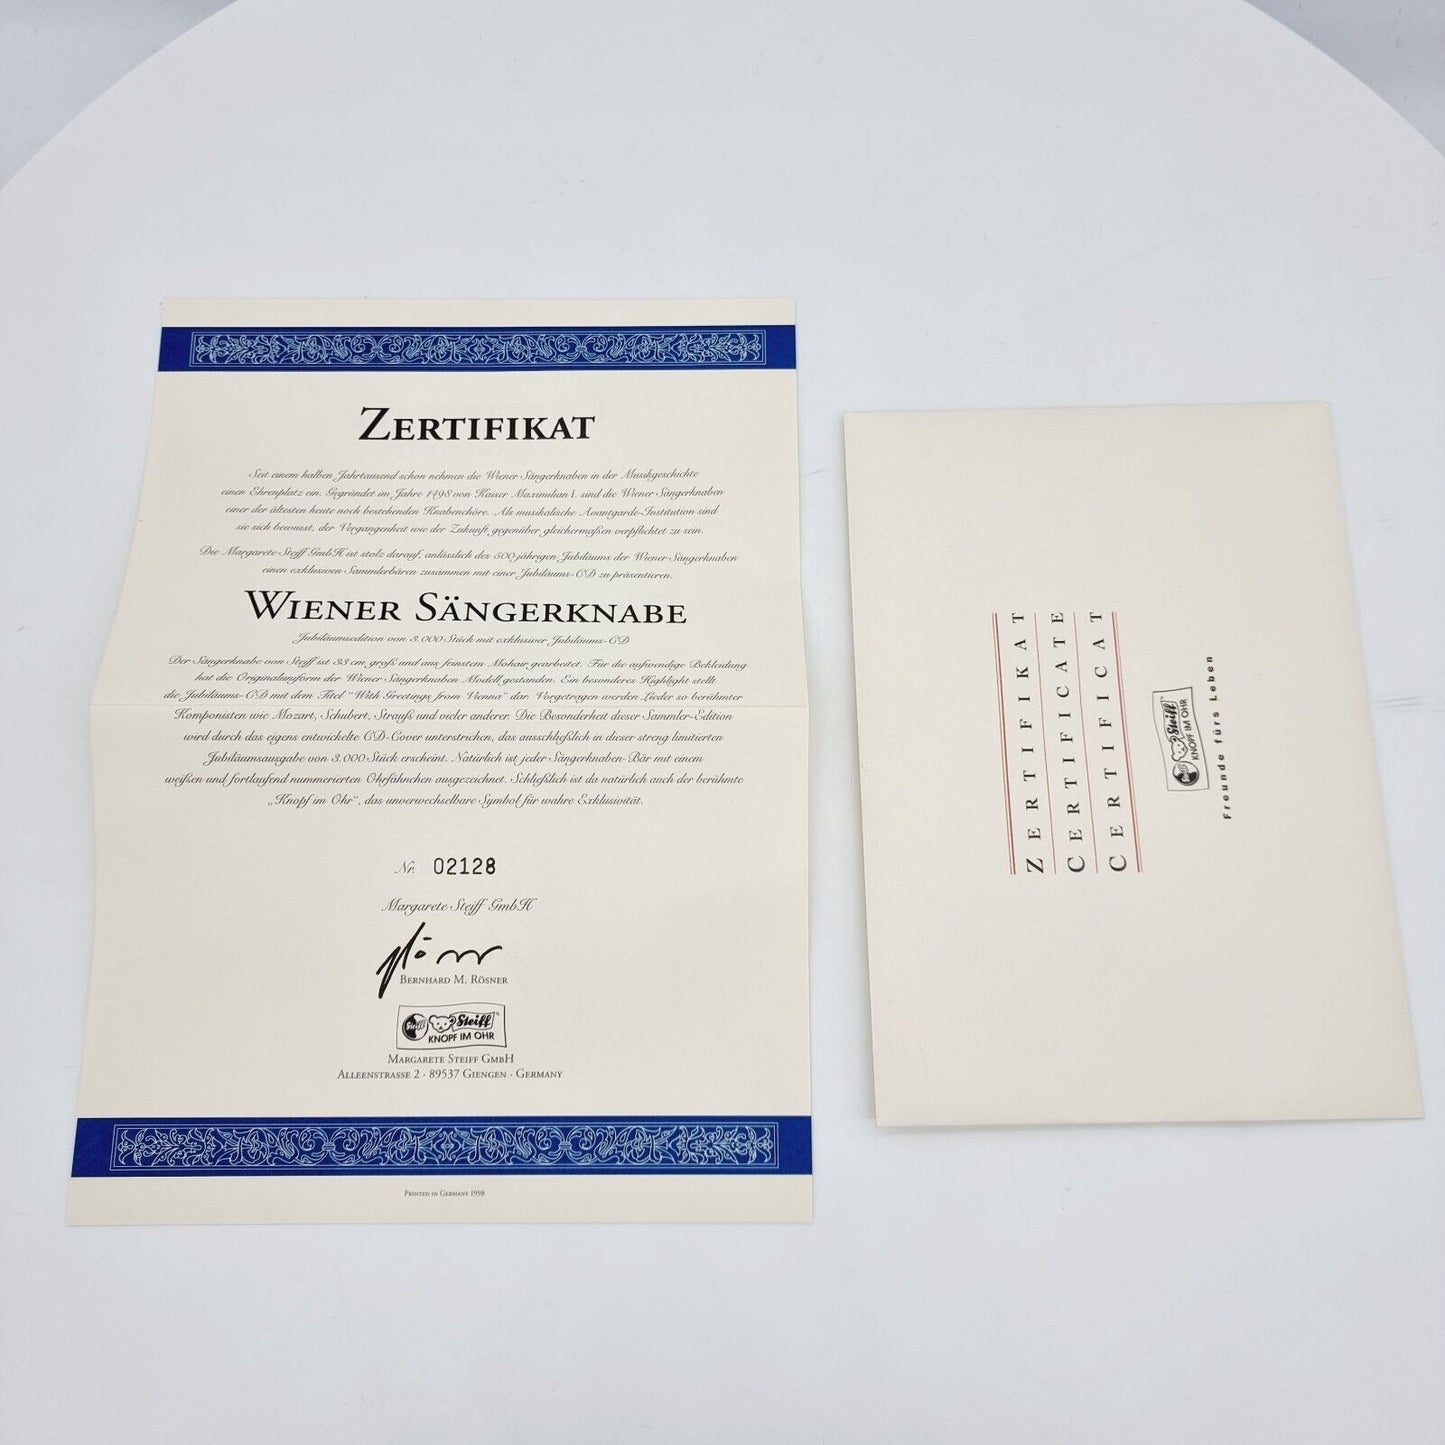 ZERTIFIKAT
Seit einem halben Jahrtausend schon nehmen die Wiener Sängerknaben in der Musikgeschichte
einen Ehrenplatz ein. Gegründet im Jahre 1498 von Kaiser Maximilian I. sind die Wiener Sängerknaben
einer der ältesten heute noch bestehenden Knabenchöre. Als musikalische Avantgarde-Institution sind
sie sich bewusst, der Vergangenheit wie der Zukunft gegenüber gleichermaßen verpflichtet zu sein.
Die Margarete Steiff GmbH ist stolz darauf, anlässlich des 500-jährigen Jubiläums der Wiener Sängerknaben
einen exklusiven Sammlerbären zusammen mit einer Jubiläums-CD zu präsentieren.
WIENER SÄNGERKNABE
Jubiläumsedition von 3.000 Stück mit exklusiver Jubiläums-CD
Der Sängerknabe von Steiff ist 33 cm groß und aus feinstem Mohair gearbeitet. Für die aufwendige Bekleidung
hat die Originaluniform der Wiener Sängerknaben Modell gestanden. Ein besonderes Highlight stellt
die Jubiläums-CD mit dem Titel "With Greetings from Vienna" dar. Vorgetragen werden Lieder so berühmter
Komponisten wie Mozart, Schubert, Strauß und vieler anderer. Die Besonderheit dieser Sammler-Edition
wird durch das eigens entwickelte CD-Cover unterstrichen, das ausschließlich in dieser streng limitierten
Jubiläumsausgabe von 3.000 Stück erscheint. Natürlich ist jeder Sängerknaben-Bär mit einem
weißen und fortlaufend nummerierten Ohrfähnchen ausgezeichnet. Schließlich ist da natürlich auch der berühmte
„Knopf im Ohr“, das unverwechselbare Symbol für wahre Exklusivität.
Nr. 02128
Margarete Steiff GmbH
BERNHARD M. RÖSNER
Steiff Steiff®
KNOPF IM OHR
MARGARETE STEIFF GMBH
ALLEENSTRASSE 2 · 89537 GIENGEN · GERMANY
PRINTED IN GERMANY 1998
ZERTIFIKAT
CERTIFICATE
CERTIFICAT
Steiff Steiff®
KNOPF IM OHR
Freunde fürs Leben